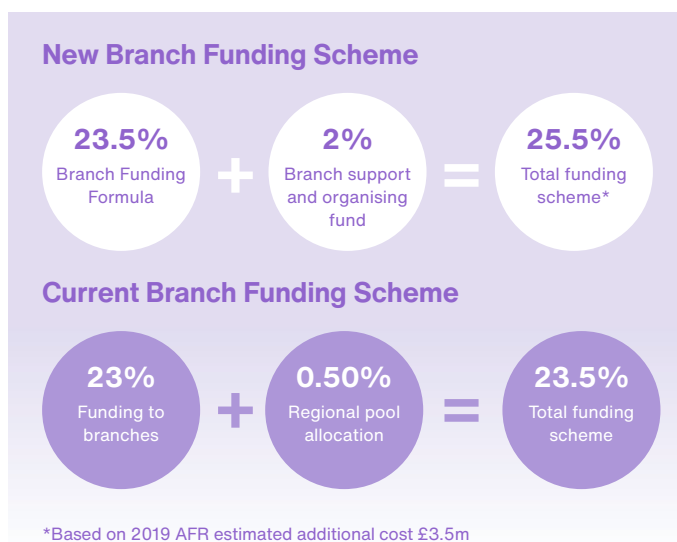 New Branch Funding Scheme
23.5%
Branch Funding
Formula
+
2%
Branch support
and organising
fund
=
25.5%
Total funding
scheme*
Current Branch Funding Scheme
23%
Funding to
branches
+
0.50%
Regional pool
allocation
=
23.5%
Total funding
scheme
*Based on 2019 AFR estimated additional cost £3.5m